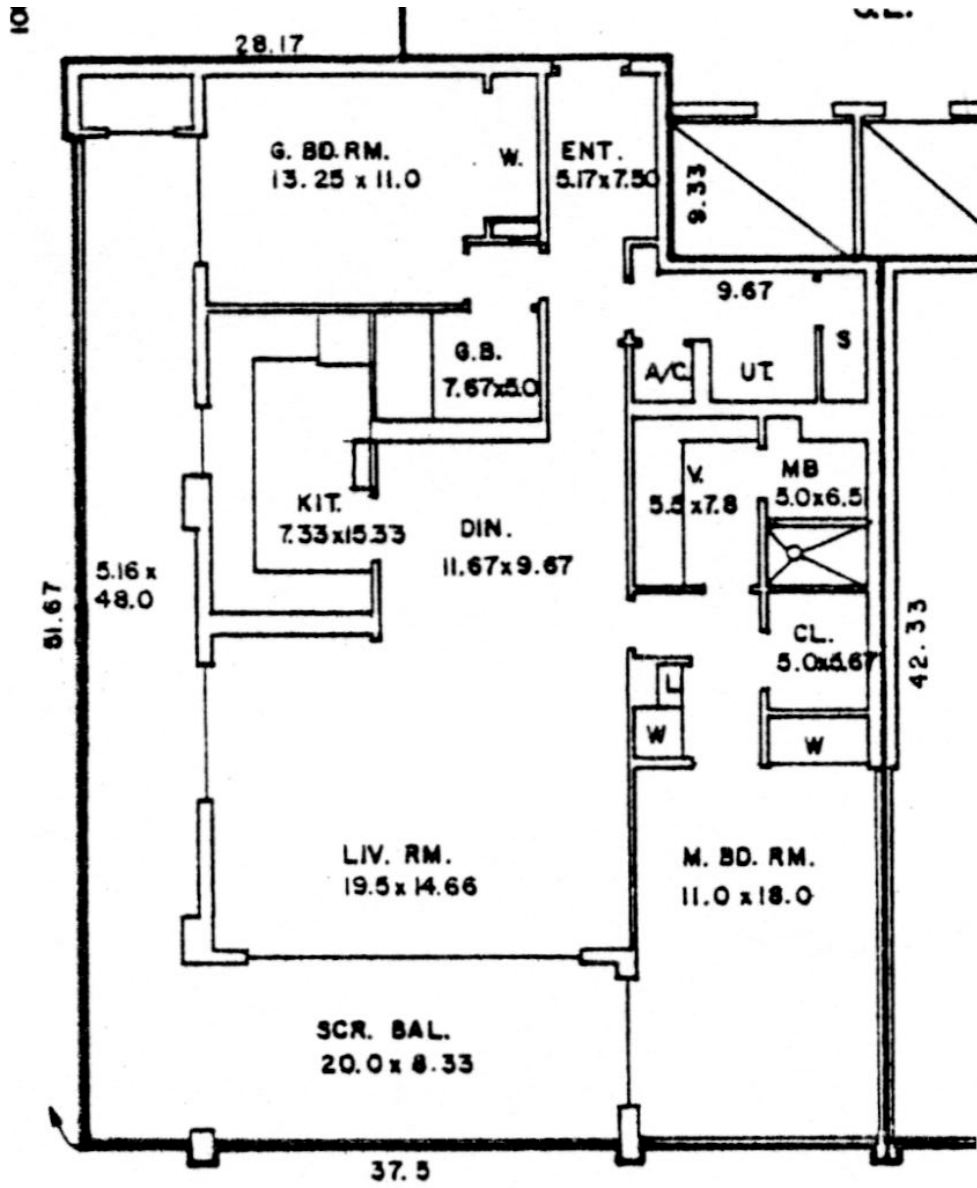 28.17
G. BD. RM.
13.25 x 11.0
W.
ENT.
5.17x7.50
9.33
9.67
S
A/C
UT.
G.B.
7.67x5.0
KIT.
7.33x15.33
DIN.
11.67x9.67
V.
5.5x7.8
MB
5.0x6.5
5.16 x
48.0
51.67
CL.
5.0x5.67
42.33
L
W
W
LIV. RM.
19.5 x 14.66
M. BD. RM.
11.0 x 18.0
SCR. BAL.
20.0 x 8.33
37.5